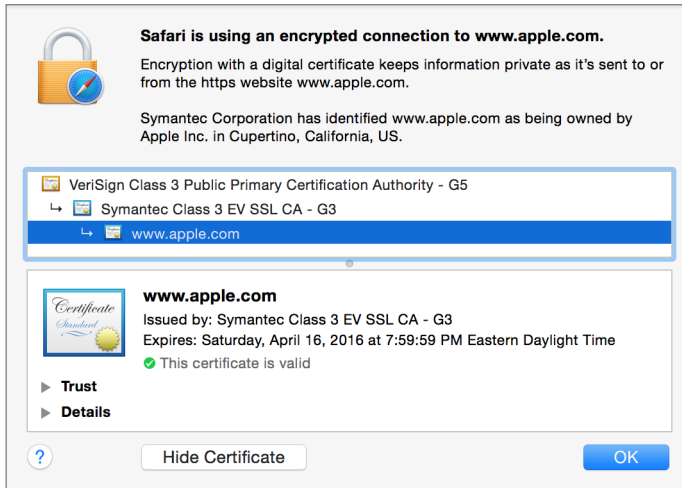 Safari is using an encrypted connection to www.apple.com.
Encryption with a digital certificate keeps information private as it's sent to or
from the https website www.apple.com.
Symantec Corporation has identified www.apple.com as being owned by
Apple Inc. in Cupertino, California, US.
VeriSign Class 3 Public Primary Certification Authority - G5
Symantec Class 3 EV SSL CA - G3
www.apple.com
Certificate
Standard
www.apple.com
Issued by: Symantec Class 3 EV SSL CA - G3
Expires: Saturday, April 16, 2016 at 7:59:59 PM Eastern Daylight Time
This certificate is valid
Trust
Details
? Hide Certificate OK